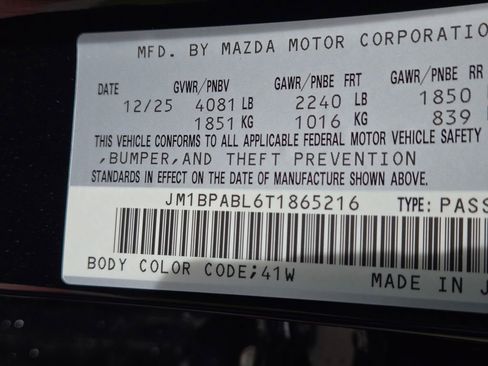 MFD. BY MAZDA MOTOR CORPORATION
DATE GVWR/PNBV GAWR/PNBE FRT GAWR/PNBE RR
12/25 4081 LB 2240 LB 1850
1851 KG 1016 KG 839
THIS VEHICLE CONFORMS TO ALL APPLICABLE FEDERAL MOTOR VEHICLE SAFETY
,BUMPER,AND THEFT PREVENTION
STANDARDS IN EFFECT ON THE DATE OF MANUFACTURE SHOWN ABOVE.
JM1BPABL6T1865216 TYPE: PASS
BODY COLOR CODE;41W MADE IN J